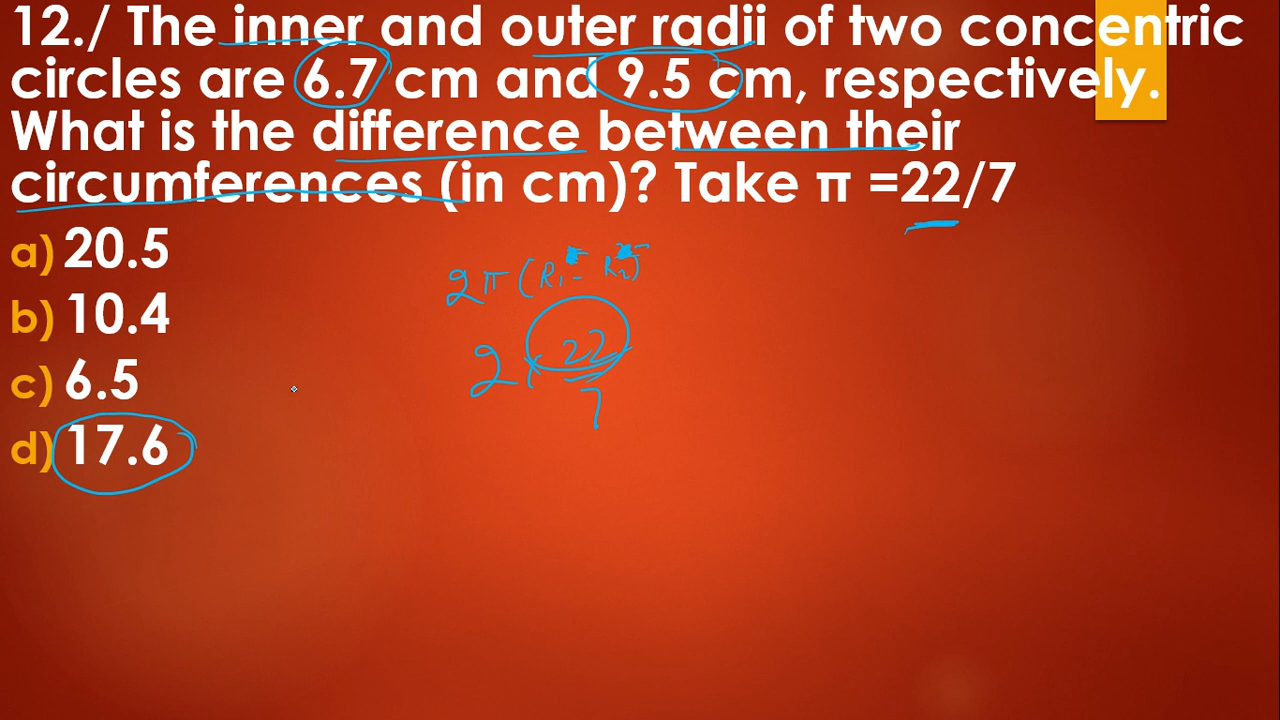 12./ The inner and outer radii of two concentric
circles are 6.7 cm and 9.5 cm, respectively.
What is the difference between their
circumferences (in cm)? Take π =22/7
a) 20.5
b) 10.4
c) 6.5
d) 17.6
2π (R₁ - R₂)
2 × 22
7